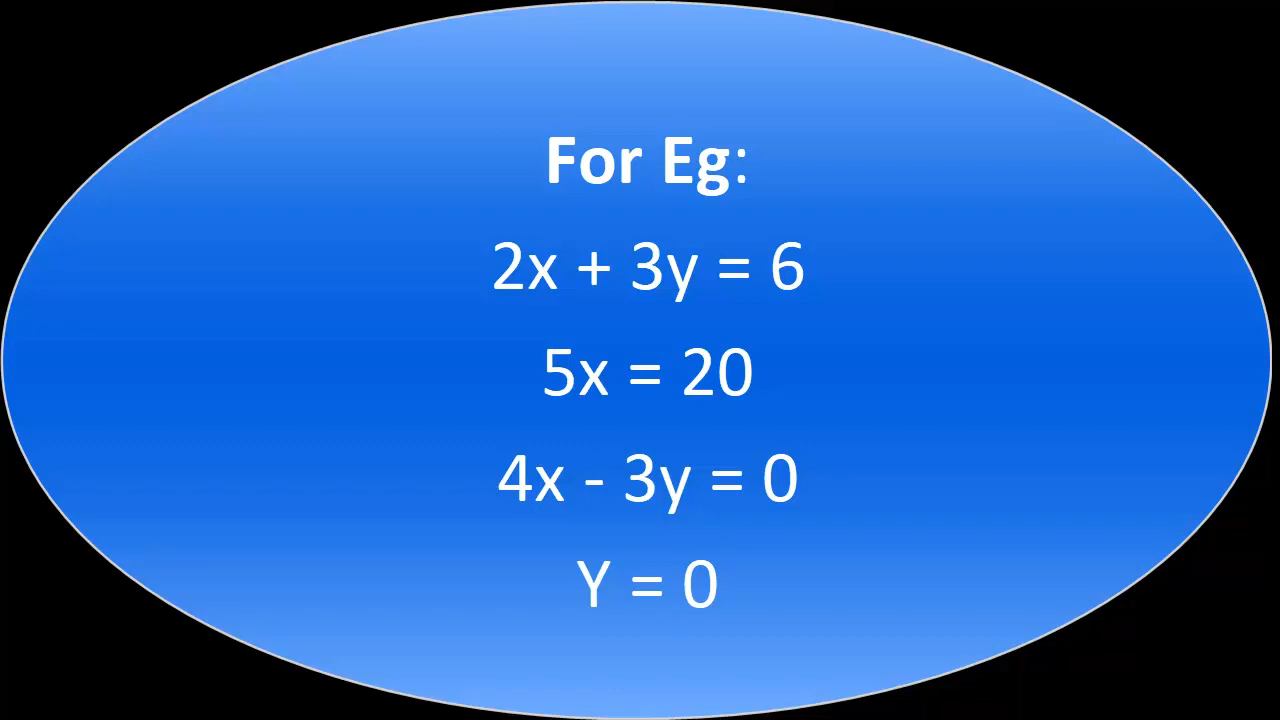 For Eg:
2x + 3y = 6
5x = 20
4x - 3y = 0
Y = 0